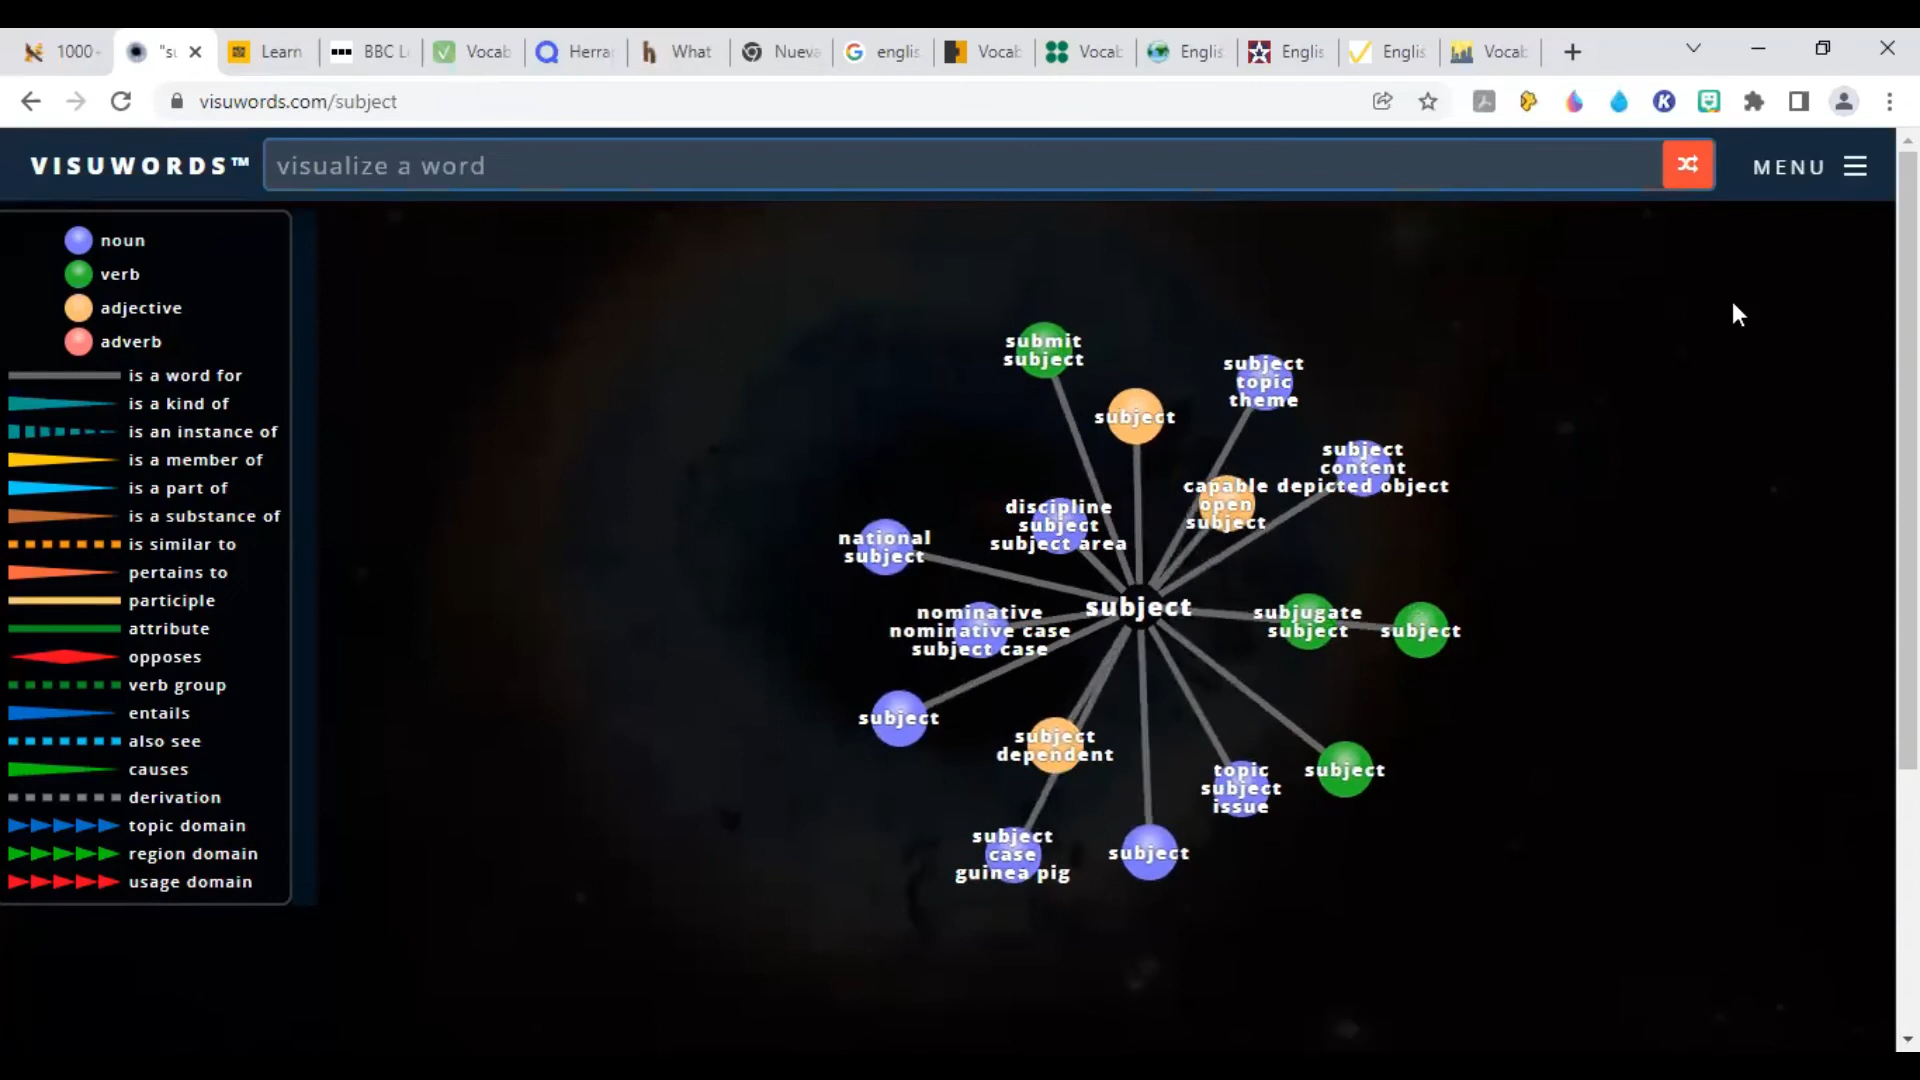 1000
"su
Learn
BBC L
Vocab
Herra
What
Nueva
englis
Vocab
Vocab
Englis
Englis
Englis
Vocab
visuwords.com/subject
VISUWORDS™
visualize a word
MENU
noun
verb
adjective
adverb
is a word for
is a kind of
is an instance of
is a member of
is a part of
is a substance of
is similar to
pertains to
participle
attribute
opposes
verb group
entails
also see
causes
derivation
topic domain
region domain
usage domain
submit
subject
subject
topic
theme
subject
subject
content
depicted object
capable
open
subject
discipline
subject
subject area
national
subject
subject
nominative
nominative case
subject case
subjugate
subject
subject
subject
subject
dependent
topic
subject
issue
subject
subject
case
guinea pig
subject